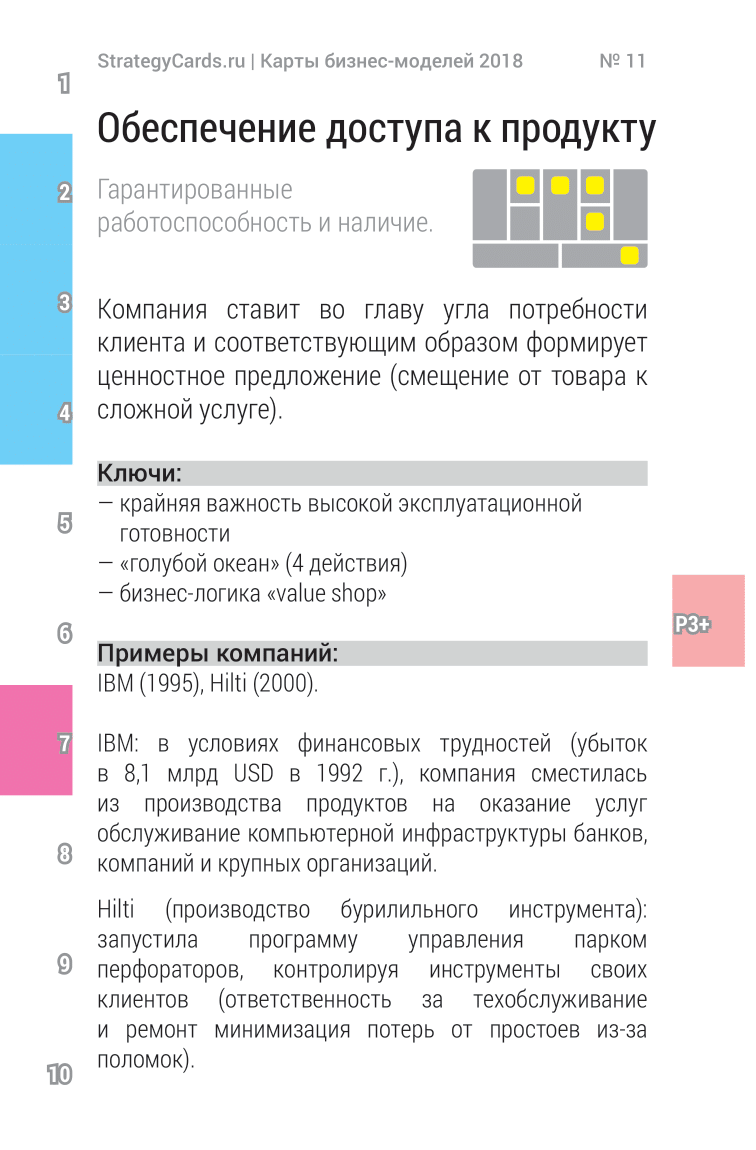 StrategyCards.ru | Карты бизнес-моделей 2018 № 11
1
Обеспечение доступа к продукту
2
Гарантированные
работоспособность и наличие.
3
Компания ставит во главу угла потребности
клиента и соответствующим образом формирует
ценностное предложение (смещение от товара к
4
сложной услуге).
Ключи:
— крайняя важность высокой эксплуатационной
5
готовности
— «голубой океан» (4 действия)
— бизнес-логика «value shop»
P3+
6
Примеры компаний:
IBM (1995), Hilti (2000).
7
IBM: в условиях финансовых трудностей (убыток
в 8,1 млрд USD в 1992 г.), компания сместилась
из производства продуктов на оказание услуг
обслуживание компьютерной инфраструктуры банков,
8
компаний и крупных организаций.
Hilti (производство бурилильного инструмента):
запустила программу управления парком
9
перфораторов, контролируя инструменты своих
клиентов (ответственность за техобслуживание
и ремонт минимизация потерь от простоев из-за
поломок).
10